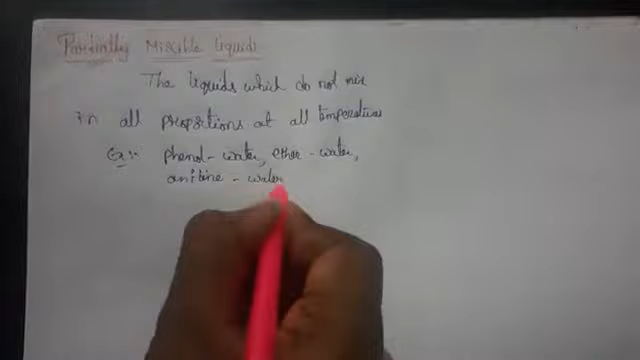 Partially Miscible liquids
The liquids which do not mix
in all proportions at all temperatures
Ex:- phenol - water, ether - water,
aniline - water